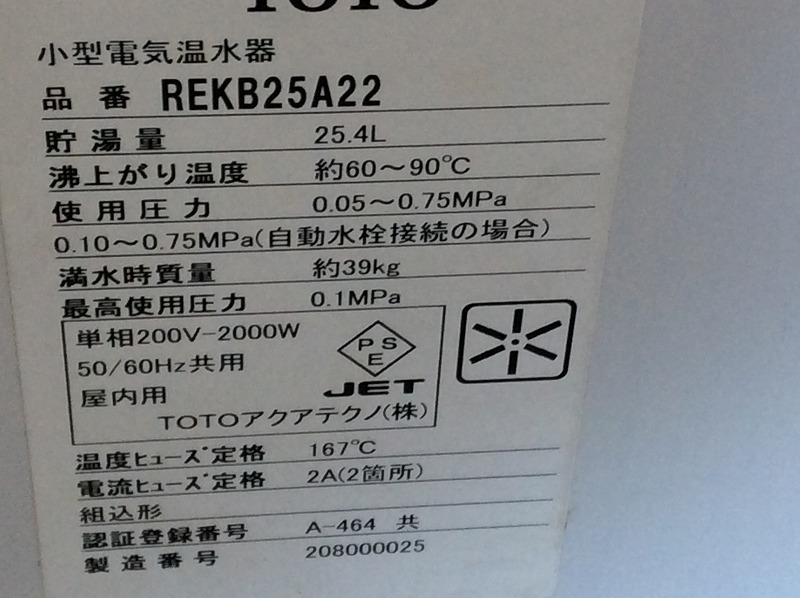 TOTO
小型電気温水器
品番 REKB25A22
貯湯量 25.4L
沸上がり温度 約60～90℃
使用圧力 0.05～0.75MPa
0.10～0.75MPa(自動水栓接続の場合)
満水時質量 約39kg
最高使用圧力 0.1MPa
単相200V-2000W
50/60Hz共用
屋内用
PSE
JET
TOTOアクアテクノ(株)
温度ﾋｭｰｽﾞ定格 167℃
電流ﾋｭｰｽﾞ定格 2A(2箇所)
組込形
認証登録番号 A-464 共
製造番号 208000025